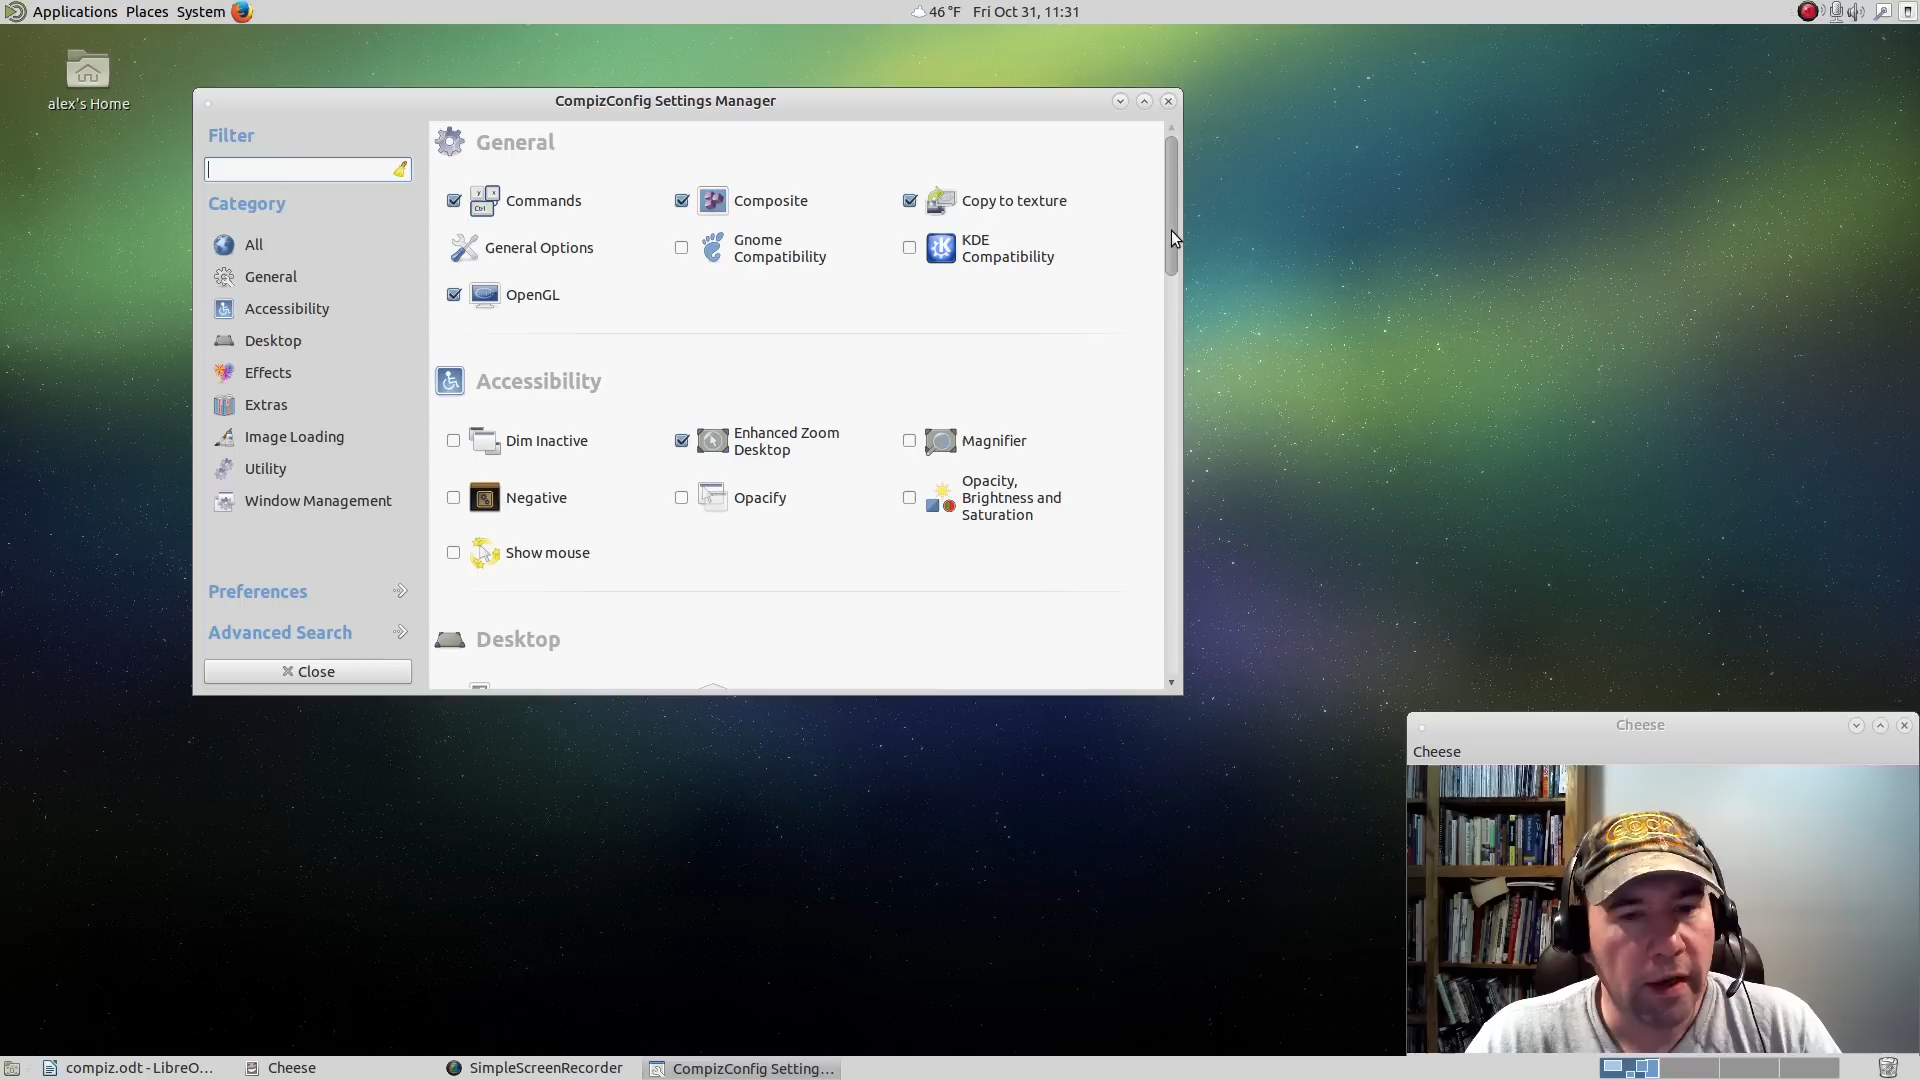 Applications Places System
46 °F Fri Oct 31, 11:31
alex's Home
CompizConfig Settings Manager
Filter
Category
All
General
Accessibility
Desktop
Effects
Extras
Image Loading
Utility
Window Management
Preferences
Advanced Search
Close
General
Commands
Composite
Copy to texture
General Options
Gnome
Compatibility
KDE
Compatibility
OpenGL
Accessibility
Dim Inactive
Enhanced Zoom
Desktop
Magnifier
Negative
Opacify
Opacity,
Brightness and
Saturation
Show mouse
Desktop
Cheese
Cheese
compiz.odt - LibreO...
Cheese
SimpleScreenRecorder
CompizConfig Setting...